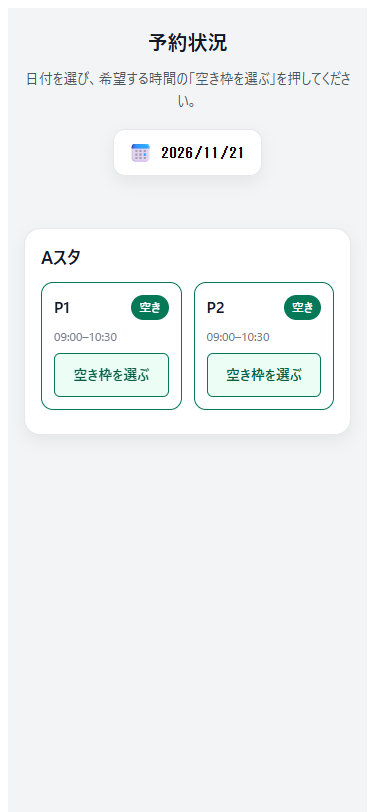 予約状況
日付を選び、希望する時間の「空き枠を選ぶ」を押してくださ
い。
2026/11/21
Aスタ
P1 空き
09:00–10:30
空き枠を選ぶ
P2 空き
09:00–10:30
空き枠を選ぶ